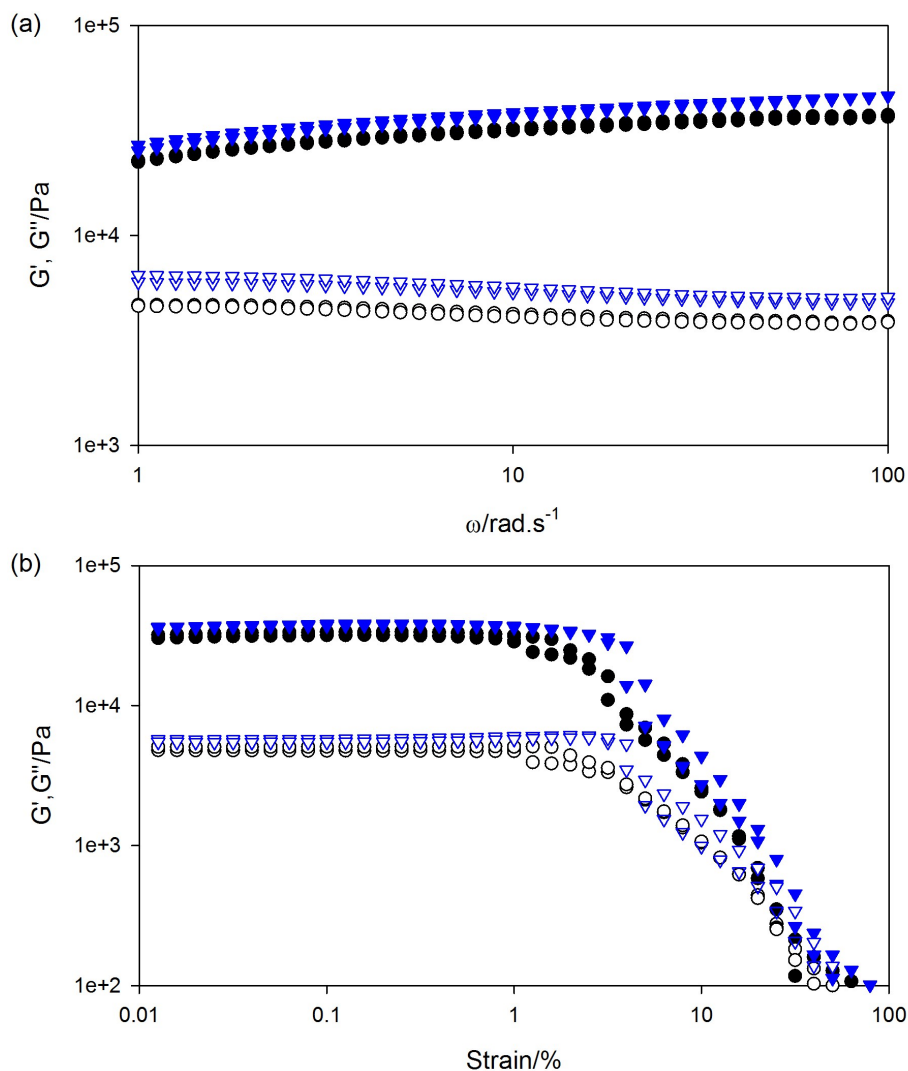 (a)
1e+5
1e+4
1e+3
G', G''/Pa
1 10 100
ω/rad.s⁻¹
(b)
1e+5
1e+4
1e+3
1e+2
G',G''/Pa
0.01 0.1 1 10 100
Strain/%